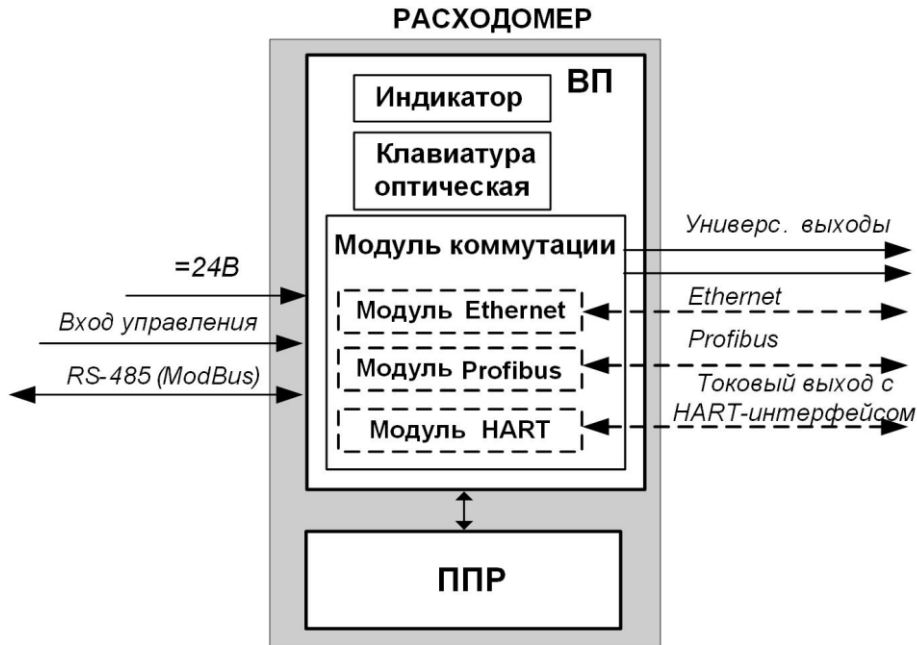 РАСХОДОМЕР
ВП
Индикатор
Клавиатура
оптическая
Модуль коммутации
Модуль Ethernet
Модуль Profibus
Модуль HART
ППР
=24В
Вход управления
RS-485 (ModBus)
Универс. выходы
Ethernet
Profibus
Токовый выход с
HART-интерфейсом